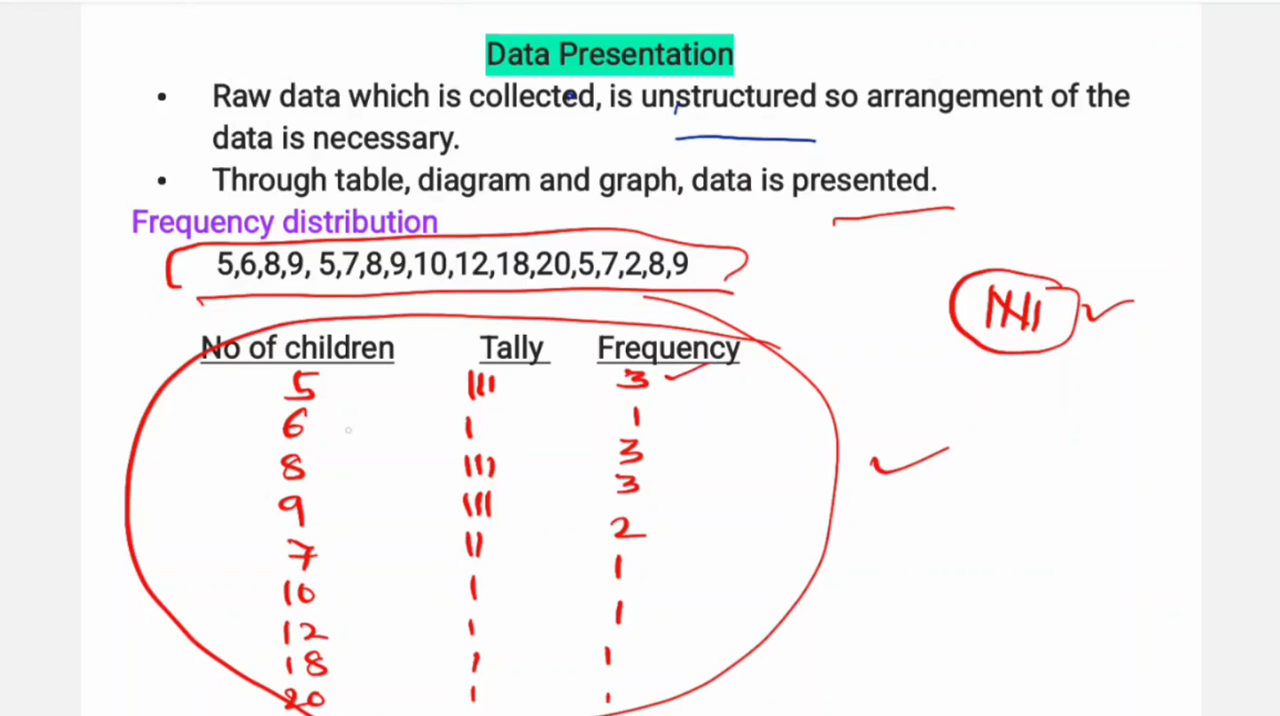 Data Presentation
• Raw data which is collected, is unstructured so arrangement of the
data is necessary.
• Through table, diagram and graph, data is presented.
Frequency distribution
5,6,8,9, 5,7,8,9,10,12,18,20,5,7,2,8,9
No of children Tally Frequency
5 ||| 3
6 | 1
8 ||| 3
9 ||| 3
7 || 2
10 | 1
12 | 1
18 | 1
20 | 1